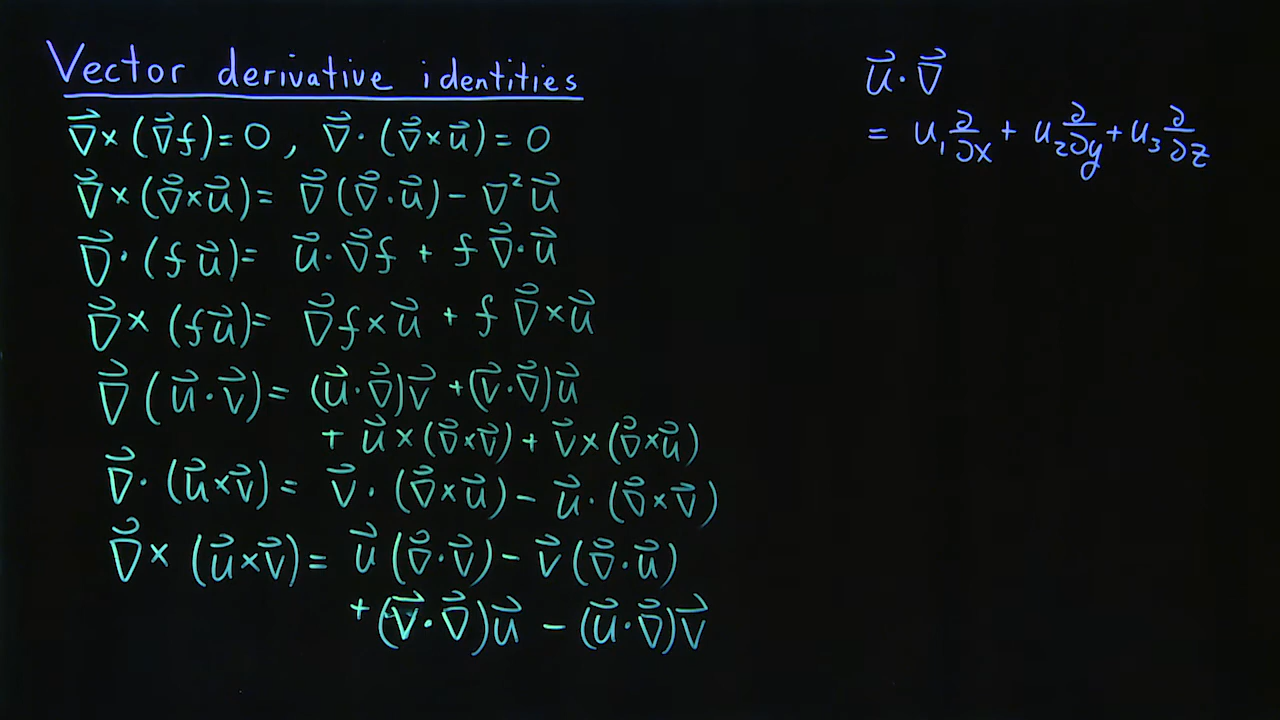 Vector derivative identities
∇⃗×(∇⃗f)=0, ∇⃗·(∇⃗×u⃗)=0
∇⃗×(∇⃗×u⃗)= ∇⃗(∇⃗·u⃗)-∇²u⃗
∇⃗·(fu⃗)= u⃗·∇⃗f + f∇⃗·u⃗
∇⃗×(fu⃗)= ∇⃗f×u⃗ + f∇⃗×u⃗
∇⃗(u⃗·v⃗)= (u⃗·∇⃗)v⃗ +(v⃗·∇⃗)u⃗
+ u⃗×(∇⃗×v⃗)+ v⃗×(∇⃗×u⃗)
∇⃗·(u⃗×v⃗)= v⃗·(∇⃗×u⃗)- u⃗·(∇⃗×v⃗)
∇⃗×(u⃗×v⃗)= u⃗(∇⃗·v⃗)- v⃗(∇⃗·u⃗)
+(v⃗·∇⃗)u⃗ - (u⃗·∇⃗)v⃗
u⃗·∇⃗
= u₁ ∂/∂x + u₂ ∂/∂y + u₃ ∂/∂z